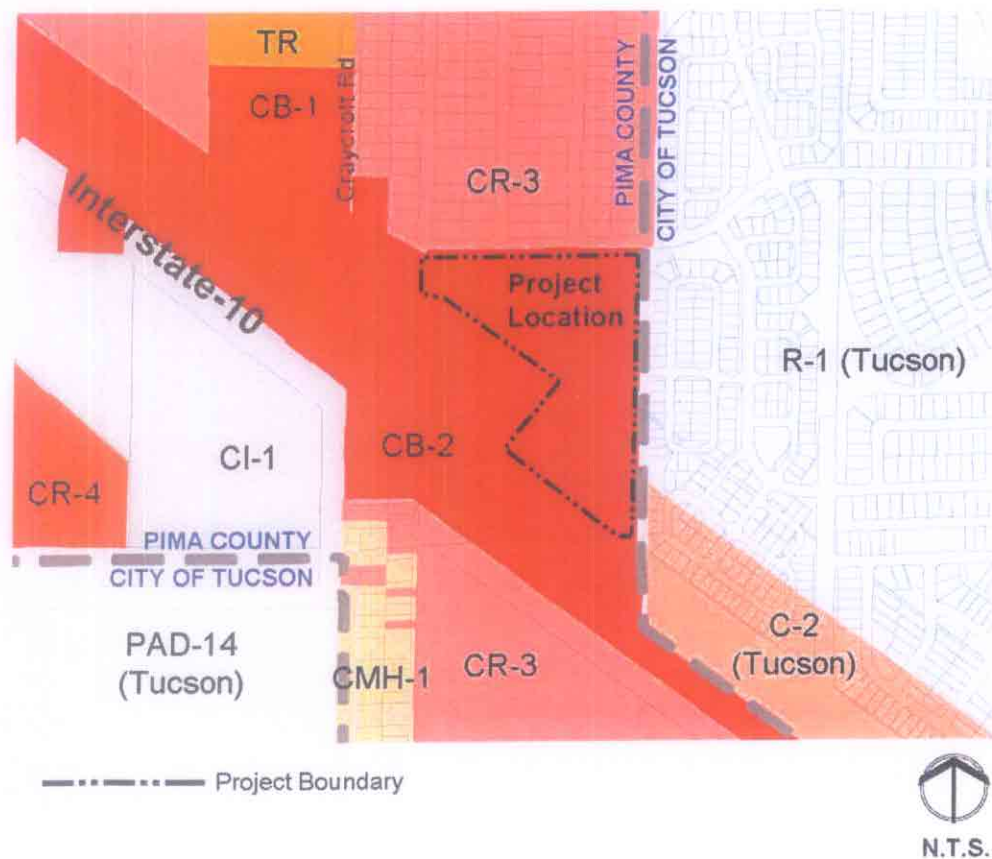 TR
CB-1
Craycroft Rd
CR-3
PIMA COUNTY
CITY OF TUCSON
Interstate-10
Project
Location
R-1 (Tucson)
CI-1
CB-2
CR-4
PIMA COUNTY
CITY OF TUCSON
PAD-14
(Tucson)
CMH-1
CR-3
C-2
(Tucson)
Project Boundary
N.T.S.